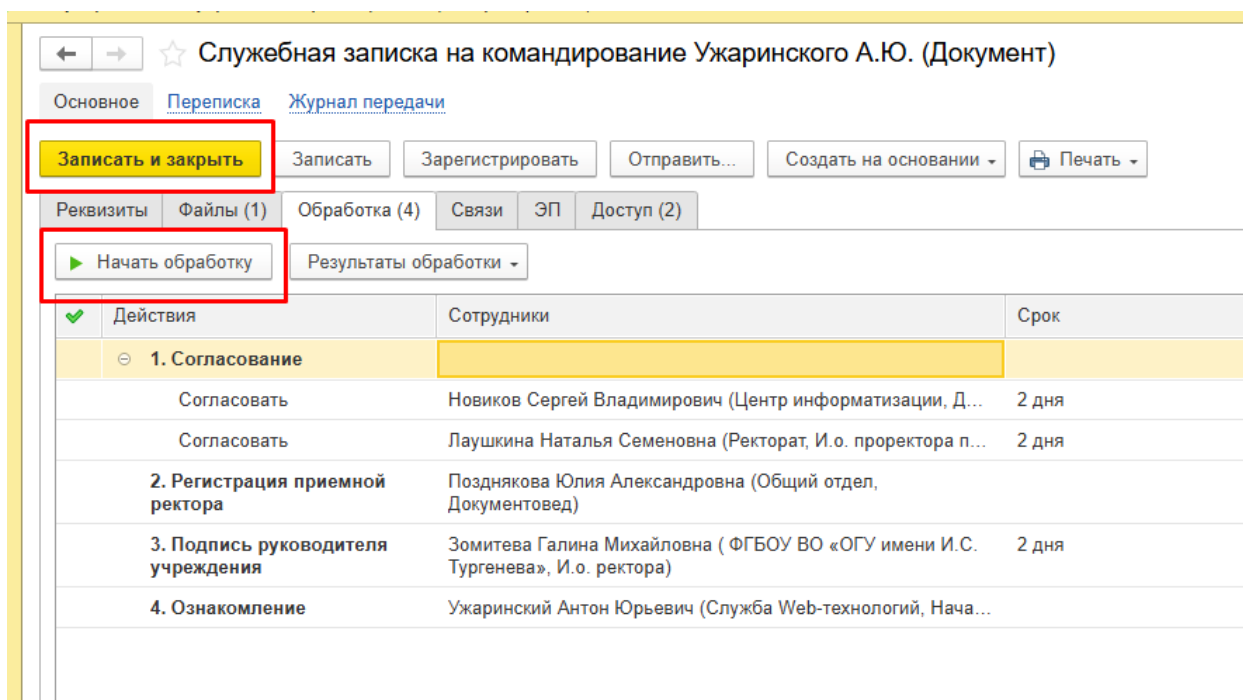 Служебная записка на командирование Ужаринского А.Ю. (Документ)
Основное Переписка Журнал передачи
Записать и закрыть Записать Зарегистрировать Отправить... Создать на основании Печать
Реквизиты Файлы (1) Обработка (4) Связи ЭП Доступ (2)
Начать обработку Результаты обработки
Действия Сотрудники Срок
1. Согласование
Согласовать Новиков Сергей Владимирович (Центр информатизации, Д... 2 дня
Согласовать Лаушкина Наталья Семеновна (Ректорат, И.о. проректора п... 2 дня
2. Регистрация приемной Позднякова Юлия Александровна (Общий отдел,
ректора Документовед)
3. Подпись руководителя Зомитева Галина Михайловна ( ФГБОУ ВО «ОГУ имени И.С. 2 дня
учреждения Тургенева», И.о. ректора)
4. Ознакомление Ужаринский Антон Юрьевич (Служба Web-технологий, Нача...